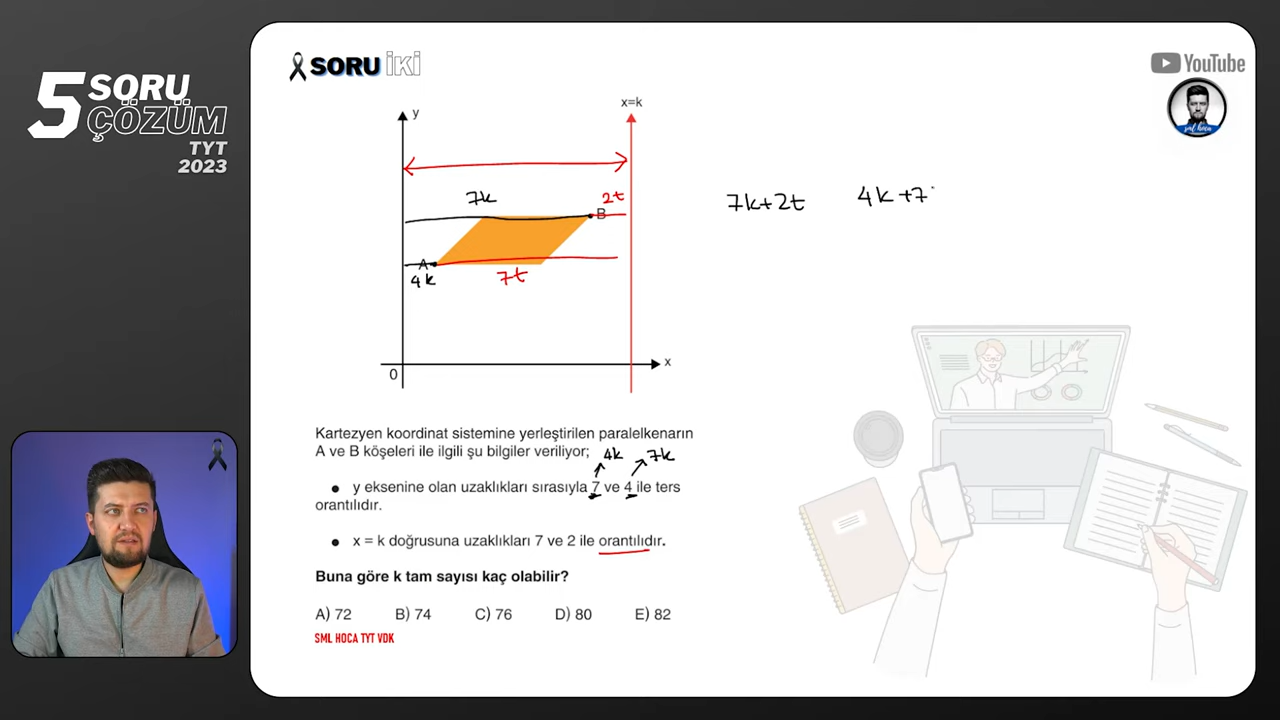 5 SORU
ÇÖZÜM
TYT
2023
SORU İKİ
YouTube
sml hoca
x=k
y
7k
2t
B
A
4k
7t
0
x
7k+2t 4k+7
Kartezyen koordinat sistemine yerleştirilen paralelkenarın
A ve B köşeleri ile ilgili şu bilgiler veriliyor;
4k 7k
● y eksenine olan uzaklıkları sırasıyla 7 ve 4 ile ters
orantılıdır.
● x = k doğrusuna uzaklıkları 7 ve 2 ile orantılıdır.
Buna göre k tam sayısı kaç olabilir?
A) 72 B) 74 C) 76 D) 80 E) 82
SML HOCA TYT VDK